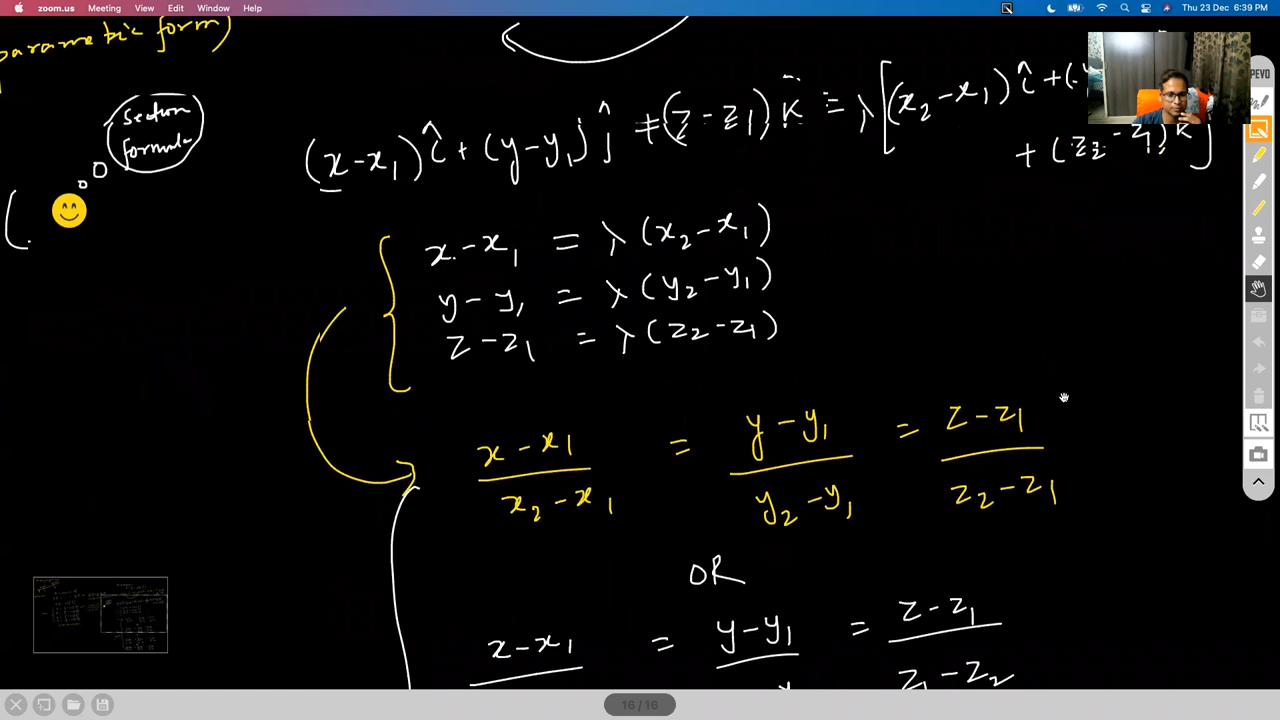 zoom.us Meeting View Edit Window Help Thu 23 Dec 6:39 PM
parametic form)
Section
formula
(x-x₁)î + (y-y₁)ĵ + (z-z₁)k̂ = λ[(x₂-x₁)î + (
+ (z₂-z₁)k̂]
x-x₁ = λ(x₂-x₁)
y-y₁ = λ(y₂-y₁)
z-z₁ = λ(z₂-z₁)
x-x₁/x₂-x₁ = y-y₁/y₂-y₁ = z-z₁/z₂-z₁
OR
x-x₁ = y-y₁ = z-z₁/z₁-z₂
16 / 16